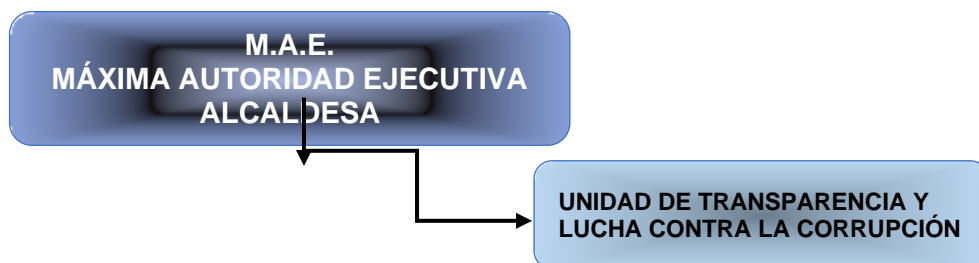 M.A.E.
MÁXIMA AUTORIDAD EJECUTIVA
ALCALDESA
UNIDAD DE TRANSPARENCIA Y
LUCHA CONTRA LA CORRUPCIÓN